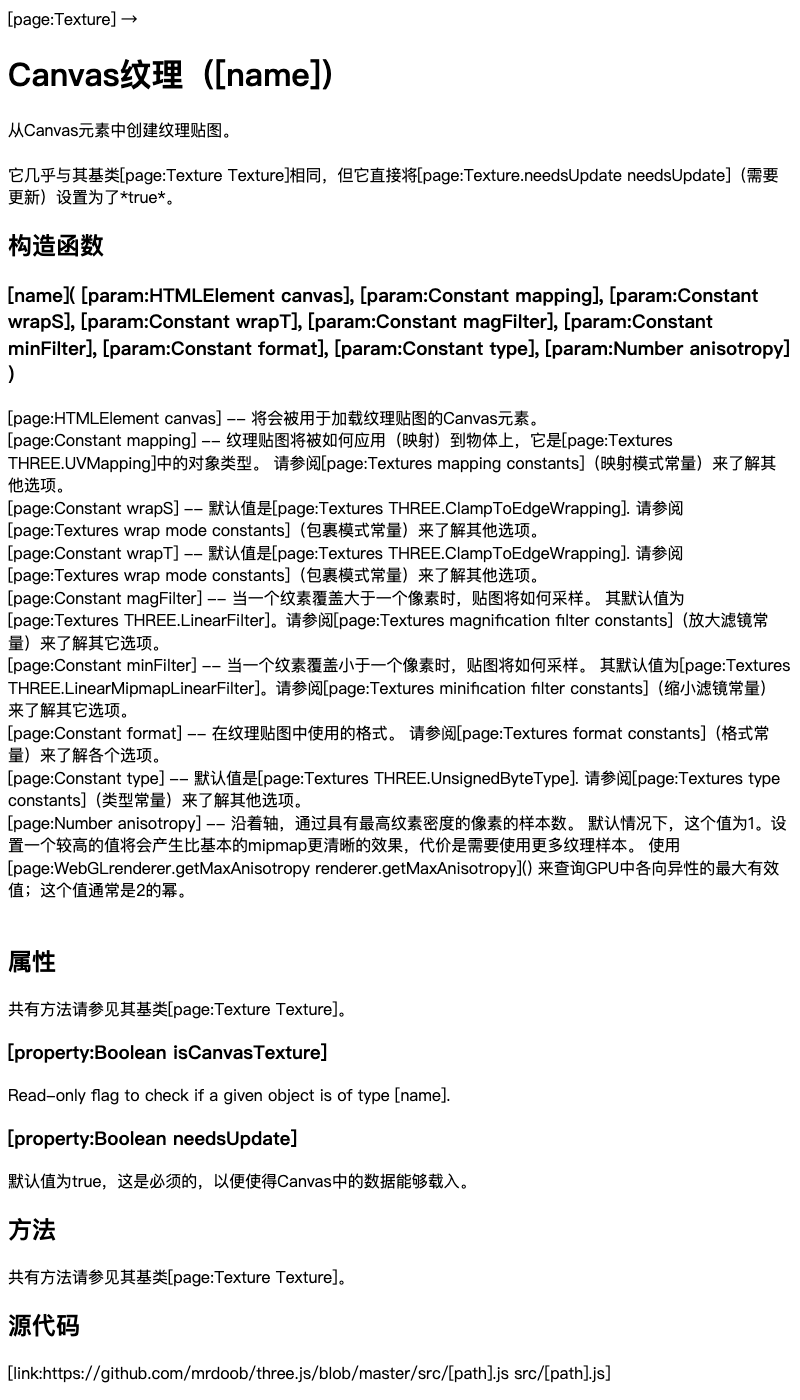 [page:Texture] →
Canvas纹理（[name]）
从Canvas元素中创建纹理贴图。
它几乎与其基类[page:Texture Texture]相同，但它直接将[page:Texture.needsUpdate needsUpdate]（需要
更新）设置为了*true*。
构造函数
[name]( [param:HTMLElement canvas], [param:Constant mapping], [param:Constant
wrapS], [param:Constant wrapT], [param:Constant magFilter], [param:Constant
minFilter], [param:Constant format], [param:Constant type], [param:Number anisotropy]
)
[page:HTMLElement canvas] -- 将会被用于加载纹理贴图的Canvas元素。
[page:Constant mapping] -- 纹理贴图将被如何应用（映射）到物体上，它是[page:Textures
THREE.UVMapping]中的对象类型。 请参阅[page:Textures mapping constants]（映射模式常量）来了解其
他选项。
[page:Constant wrapS] -- 默认值是[page:Textures THREE.ClampToEdgeWrapping]. 请参阅
[page:Textures wrap mode constants]（包裹模式常量）来了解其他选项。
[page:Constant wrapT] -- 默认值是[page:Textures THREE.ClampToEdgeWrapping]. 请参阅
[page:Textures wrap mode constants]（包裹模式常量）来了解其他选项。
[page:Constant magFilter] -- 当一个纹素覆盖大于一个像素时，贴图将如何采样。 其默认值为
[page:Textures THREE.LinearFilter]。请参阅[page:Textures magnification filter constants]（放大滤镜常
量）来了解其它选项。
[page:Constant minFilter] -- 当一个纹素覆盖小于一个像素时，贴图将如何采样。 其默认值为[page:Textures
THREE.LinearMipmapLinearFilter]。请参阅[page:Textures minification filter constants]（缩小滤镜常量）
来了解其它选项。
[page:Constant format] -- 在纹理贴图中使用的格式。 请参阅[page:Textures format constants]（格式常
量）来了解各个选项。
[page:Constant type] -- 默认值是[page:Textures THREE.UnsignedByteType]. 请参阅[page:Textures type
constants]（类型常量）来了解其他选项。
[page:Number anisotropy] -- 沿着轴，通过具有最高纹素密度的像素的样本数。 默认情况下，这个值为1。设
置一个较高的值将会产生比基本的mipmap更清晰的效果，代价是需要使用更多纹理样本。 使用
[page:WebGLrenderer.getMaxAnisotropy renderer.getMaxAnisotropy]() 来查询GPU中各向异性的最大有效
值；这个值通常是2的幂。
属性
共有方法请参见其基类[page:Texture Texture]。
[property:Boolean isCanvasTexture]
Read-only flag to check if a given object is of type [name].
[property:Boolean needsUpdate]
默认值为true，这是必须的，以便使得Canvas中的数据能够载入。
方法
共有方法请参见其基类[page:Texture Texture]。
源代码
[link:https://github.com/mrdoob/three.js/blob/master/src/[path].js src/[path].js]